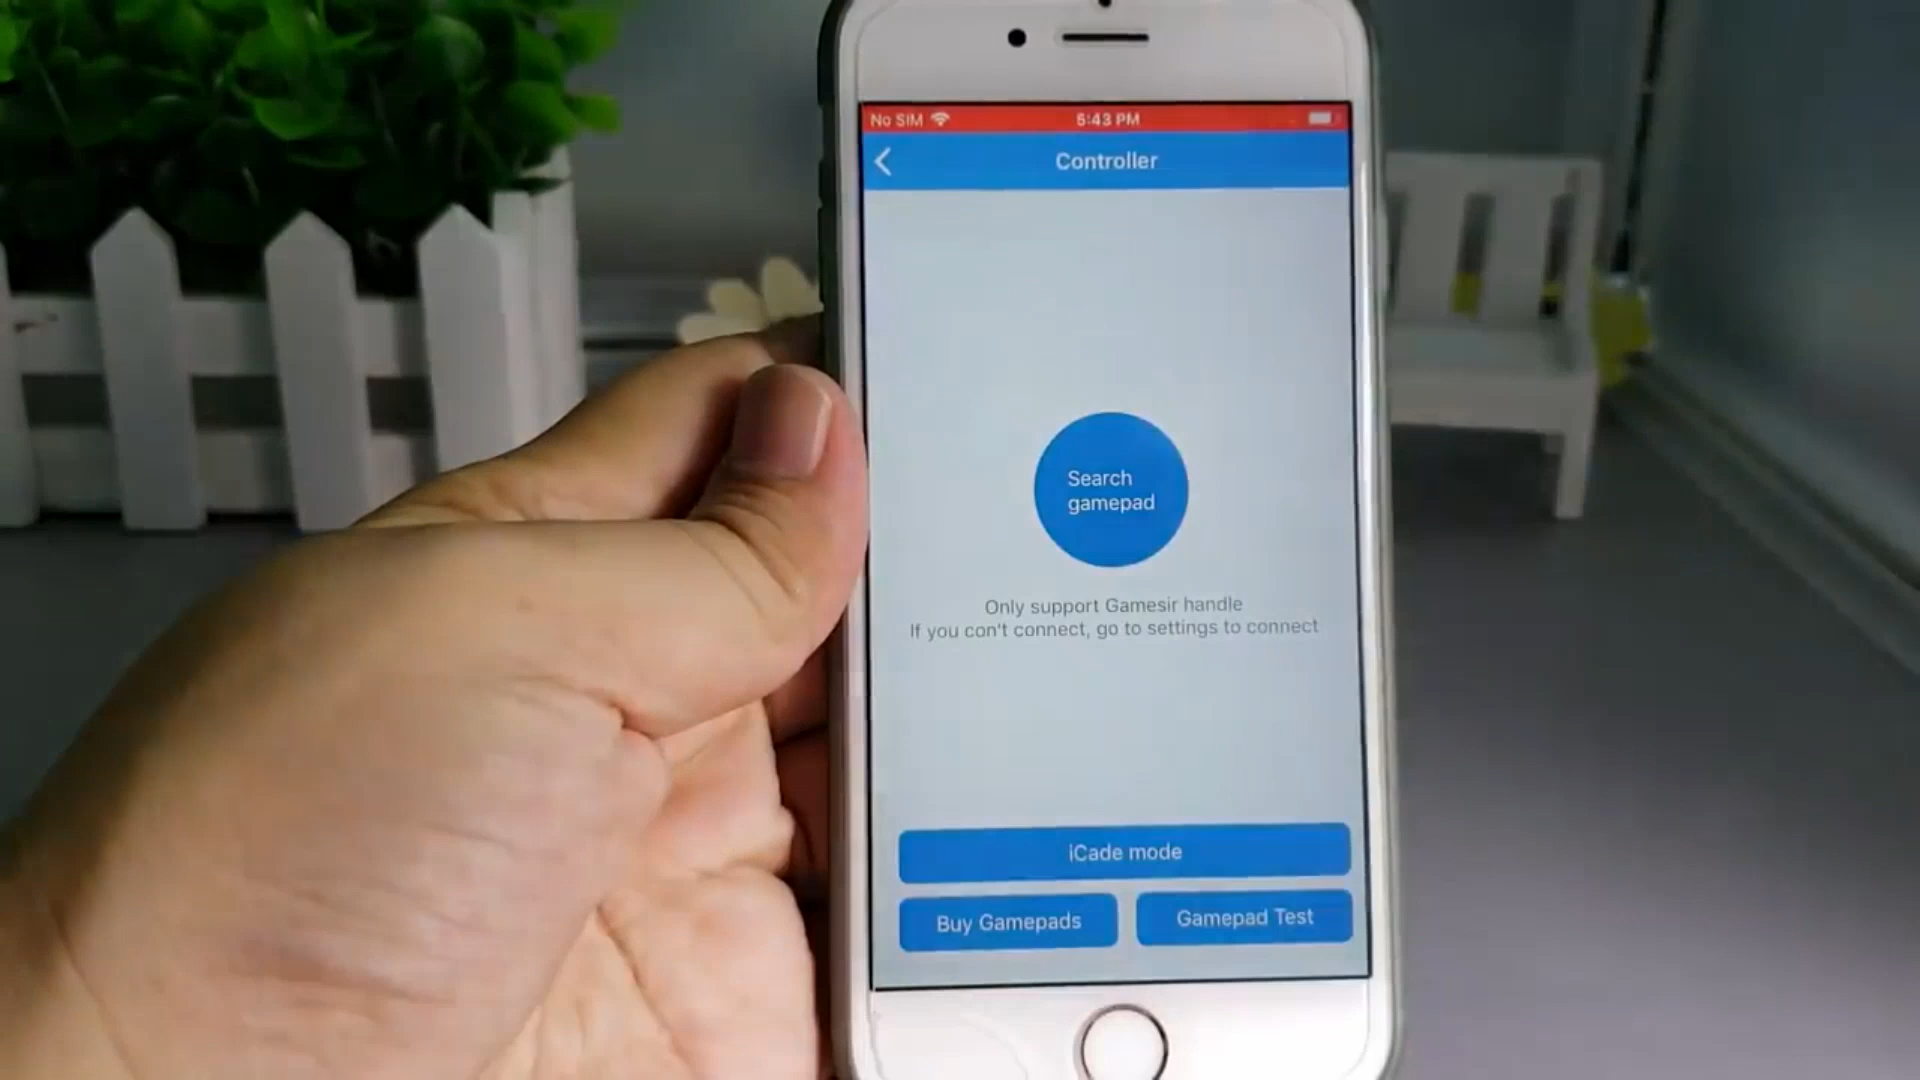 No SIM 5:43 PM
Controller
Search
gamepad
Only support Gamesir handle
If you con't connect, go to settings to connect
iCade mode
Buy Gamepads Gamepad Test